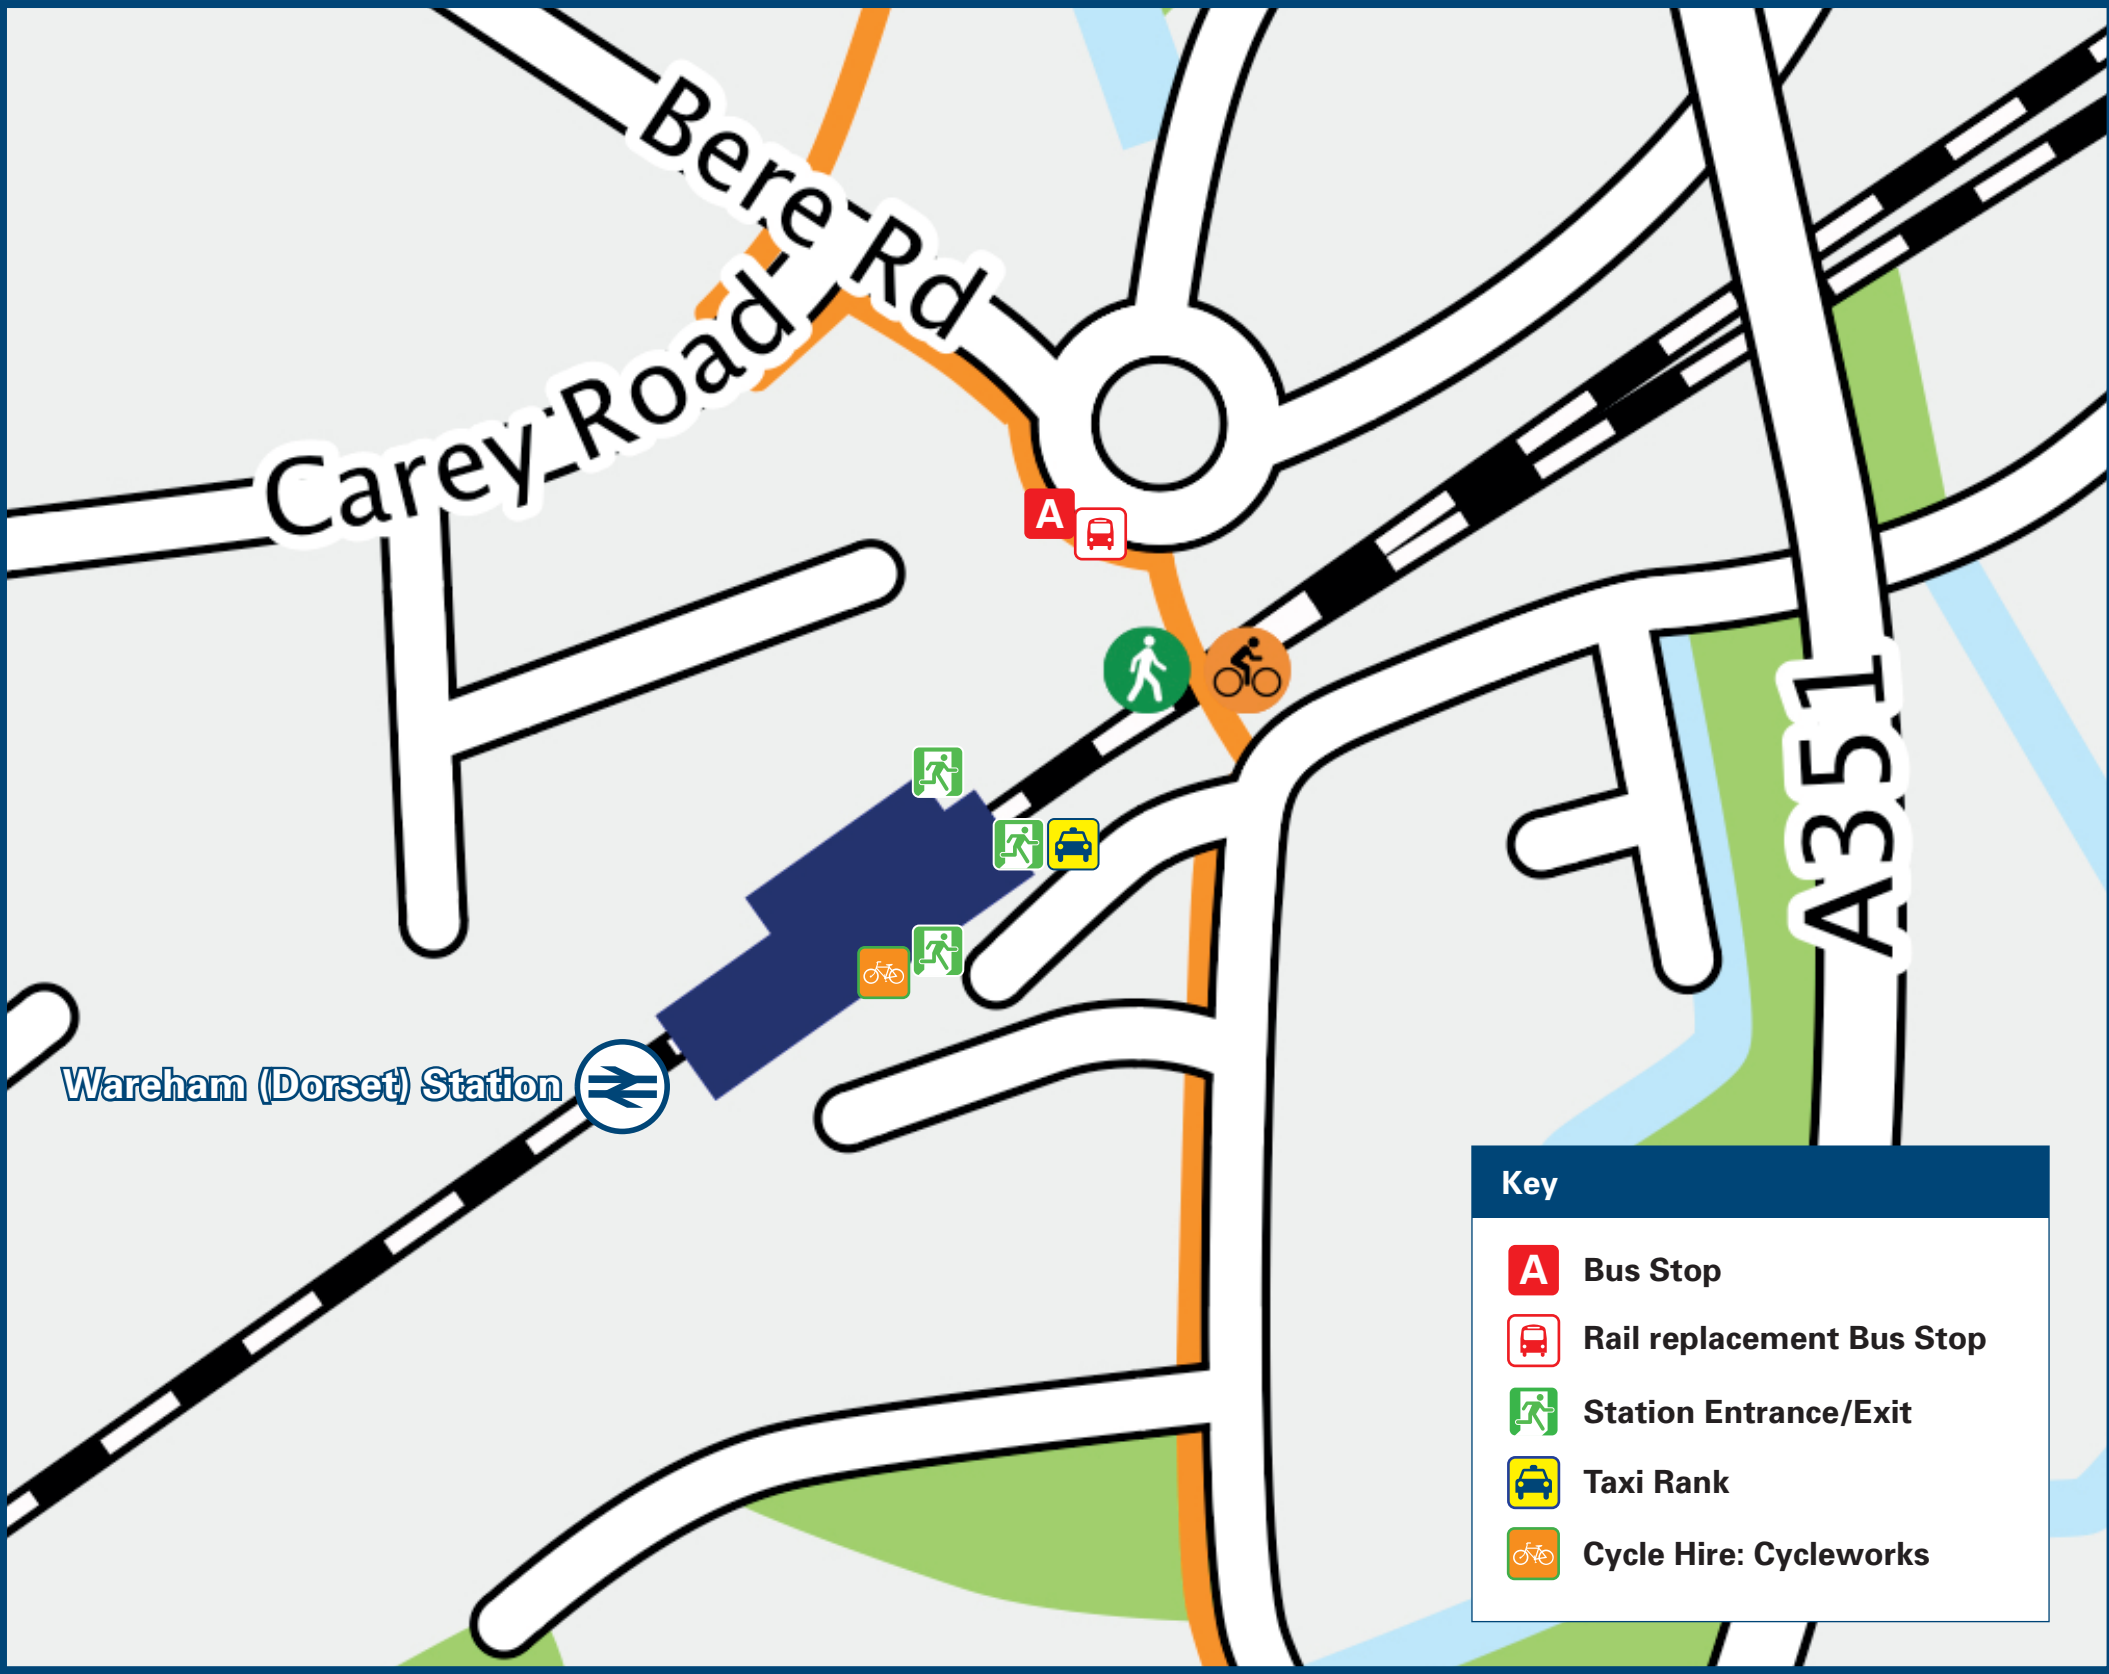 Bere Rd
Carey Road
A
A351
Wareham (Dorset) Station
Key
A Bus Stop
Rail replacement Bus Stop
Station Entrance/Exit
Taxi Rank
Cycle Hire: Cycleworks